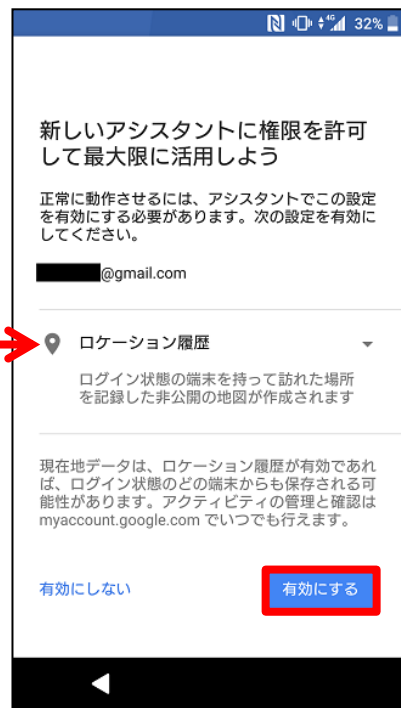 4G 32%
新しいアシスタントに権限を許可
して最大限に活用しよう
正常に動作させるには、アシスタントでこの設定
を有効にする必要があります。次の設定を有効に
してください。
@gmail.com
ロケーション履歴
ログイン状態の端末を持って訪れた場所
を記録した非公開の地図が作成されます
現在地データは、ロケーション履歴が有効であれ
ば、ログイン状態のどの端末からも保存される可
能性があります。アクティビティの管理と確認は
myaccount.google.com でいつでも行えます。
有効にしない 有効にする